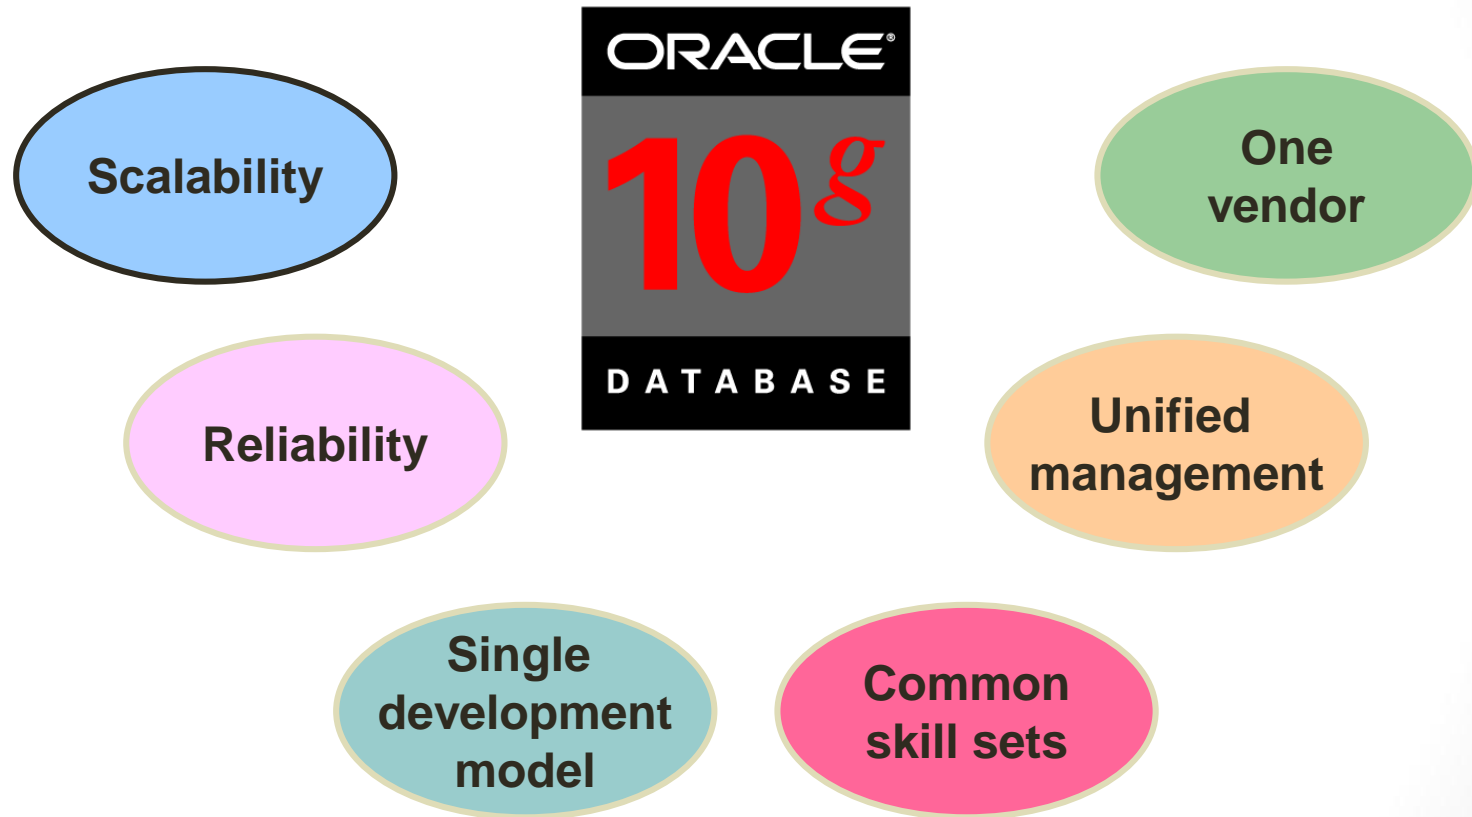 ORACLE®
10g
DATABASE
Scalability
One
vendor
Reliability
Unified
management
Single
development
model
Common
skill sets